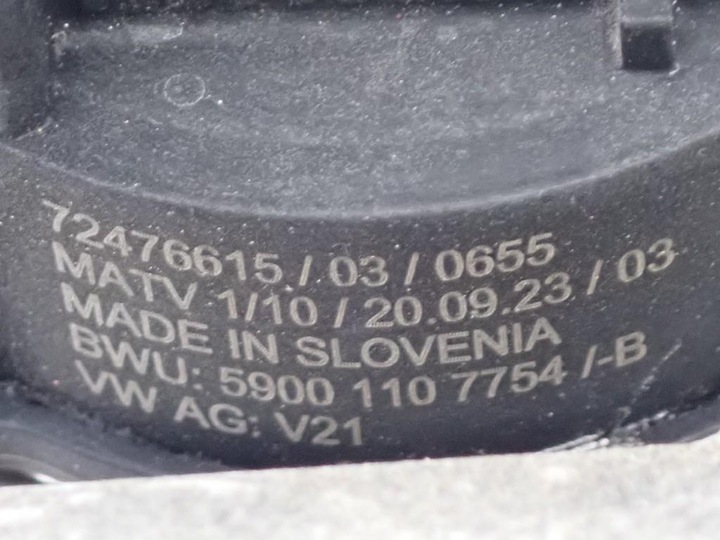 72476615 / 03 / 0655
MATV 1/10 / 20.09.23 / 03
MADE IN SLOVENIA
BWU: 5900 110 7754 /-B
VW AG: V21